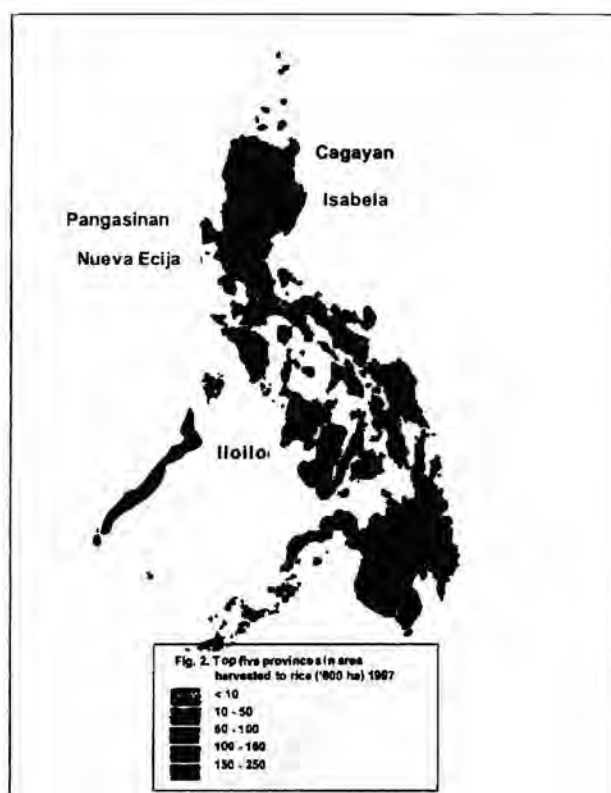 Cagayan
Isabela
Pangasinan
Nueva Ecija
Iloilo
Fig. 2. Top five provinces in area
harvested to rice ('000 ha) 1997
< 10
10 - 50
50 - 100
100 - 150
150 - 250